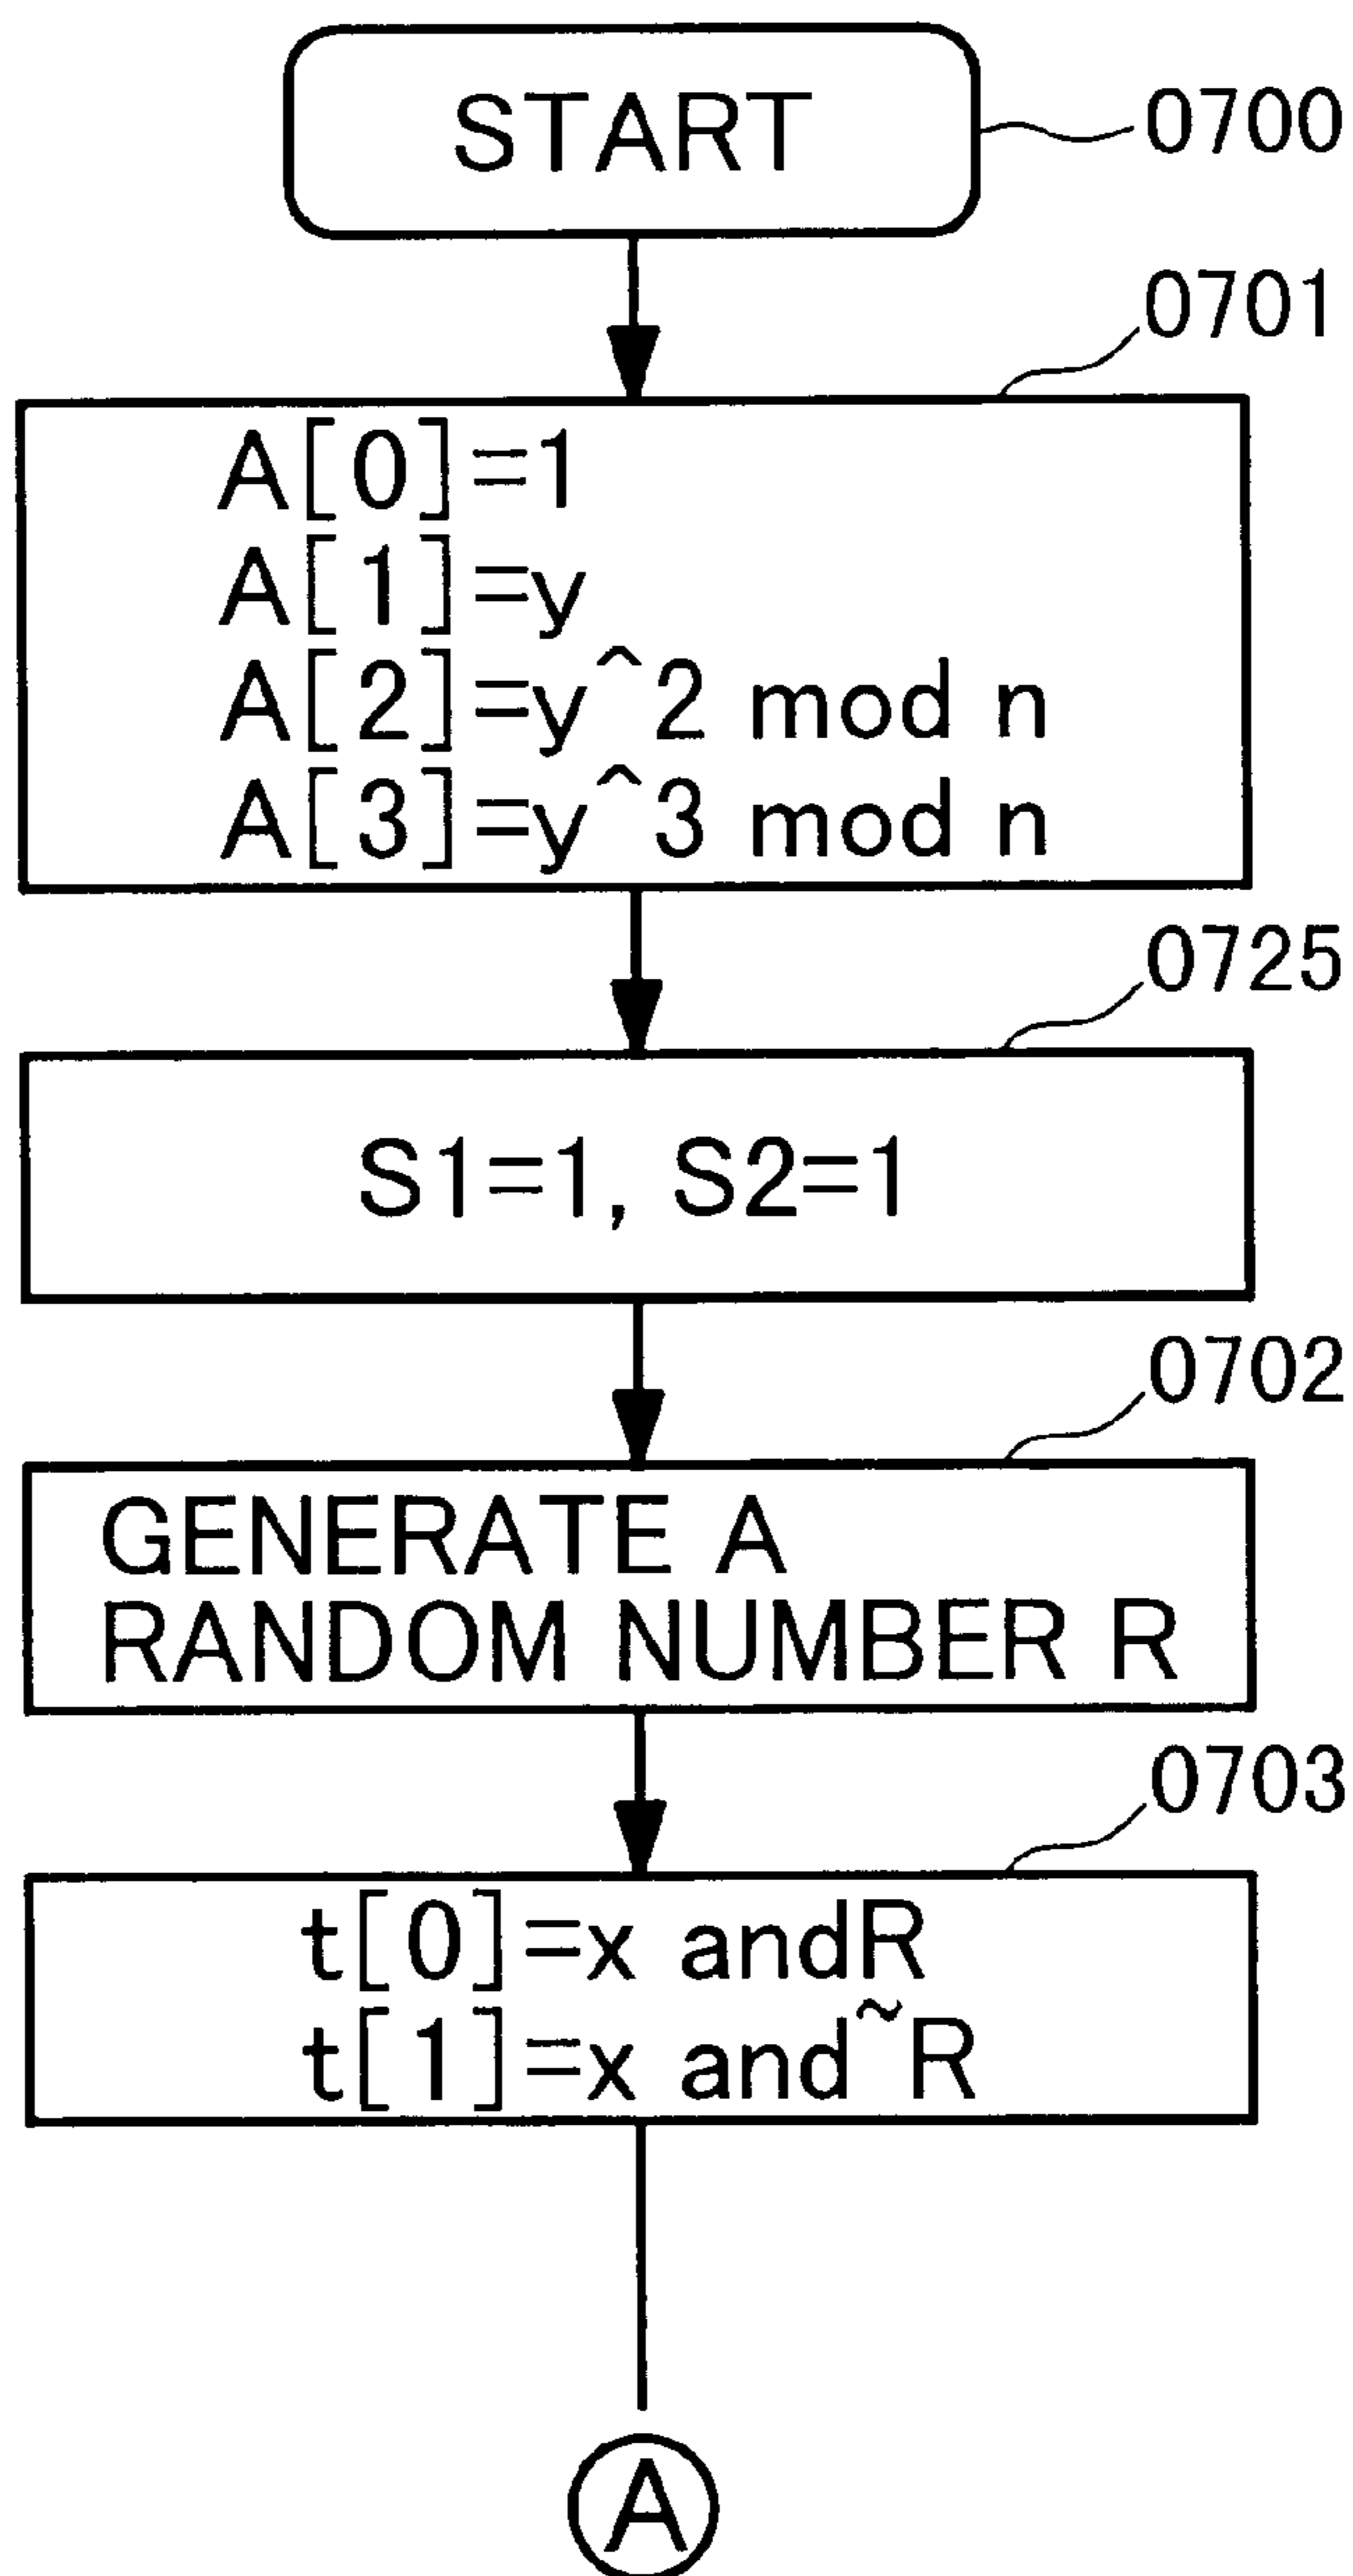 START
0700
0701
A[0]=1
A[1]=y
A[2]=y^2 mod n
A[3]=y^3 mod n
0725
S1=1, S2=1
0702
GENERATE A
RANDOM NUMBER R
0703
t[0]=x andR
t[1]=x and~R
A